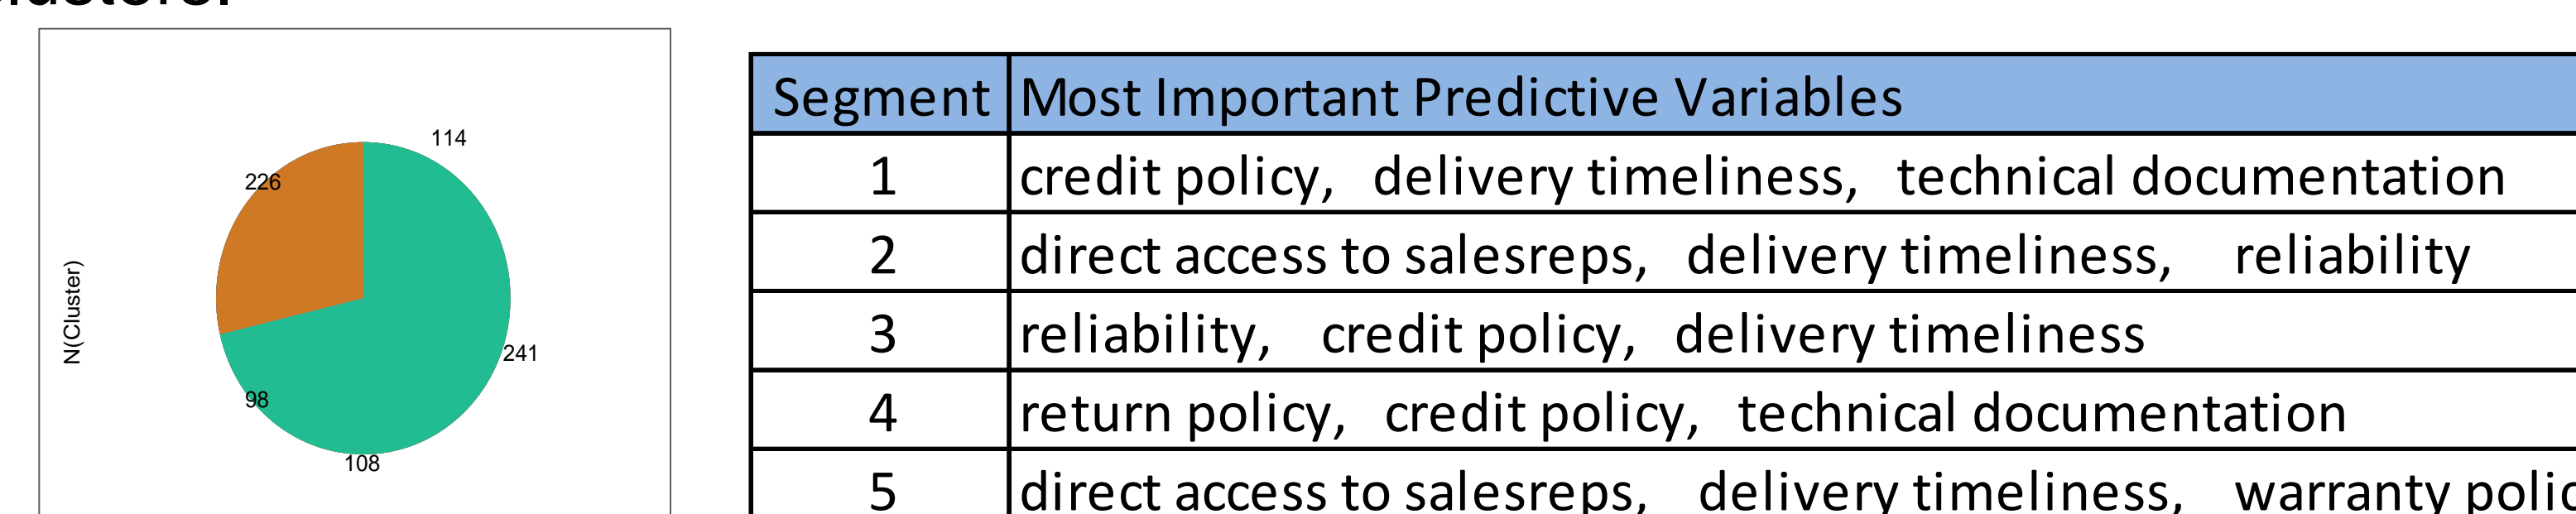 114
226
N(Cluster)
241
98
108
Segment Most Important Predictive Variables
1 credit policy, delivery timeliness, technical documentation
2 direct access to salesreps, delivery timeliness, reliability
3 reliability, credit policy, delivery timeliness
4 return policy, credit policy, technical documentation
5 direct access to salesreps, delivery timeliness, warranty